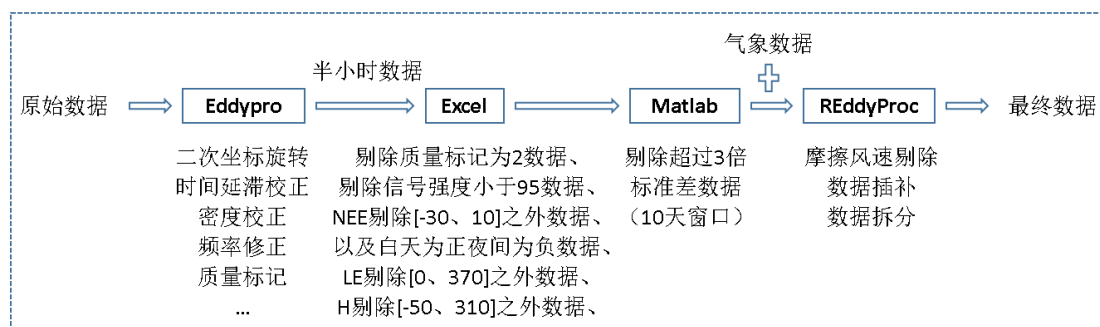 气象数据
半小时数据
原始数据
Eddypro
Excel
Matlab
REddyProc
最终数据
二次坐标旋转
时间延滞校正
密度校正
频率修正
质量标记
...
剔除质量标记为2数据、
剔除信号强度小于95数据、
NEE剔除[-30、10]之外数据、
以及白天为正夜间为负数据、
LE剔除[0、370]之外数据、
H剔除[-50、310]之外数据、
剔除超过3倍
标准差数据
（10天窗口）
摩擦风速剔除
数据插补
数据拆分